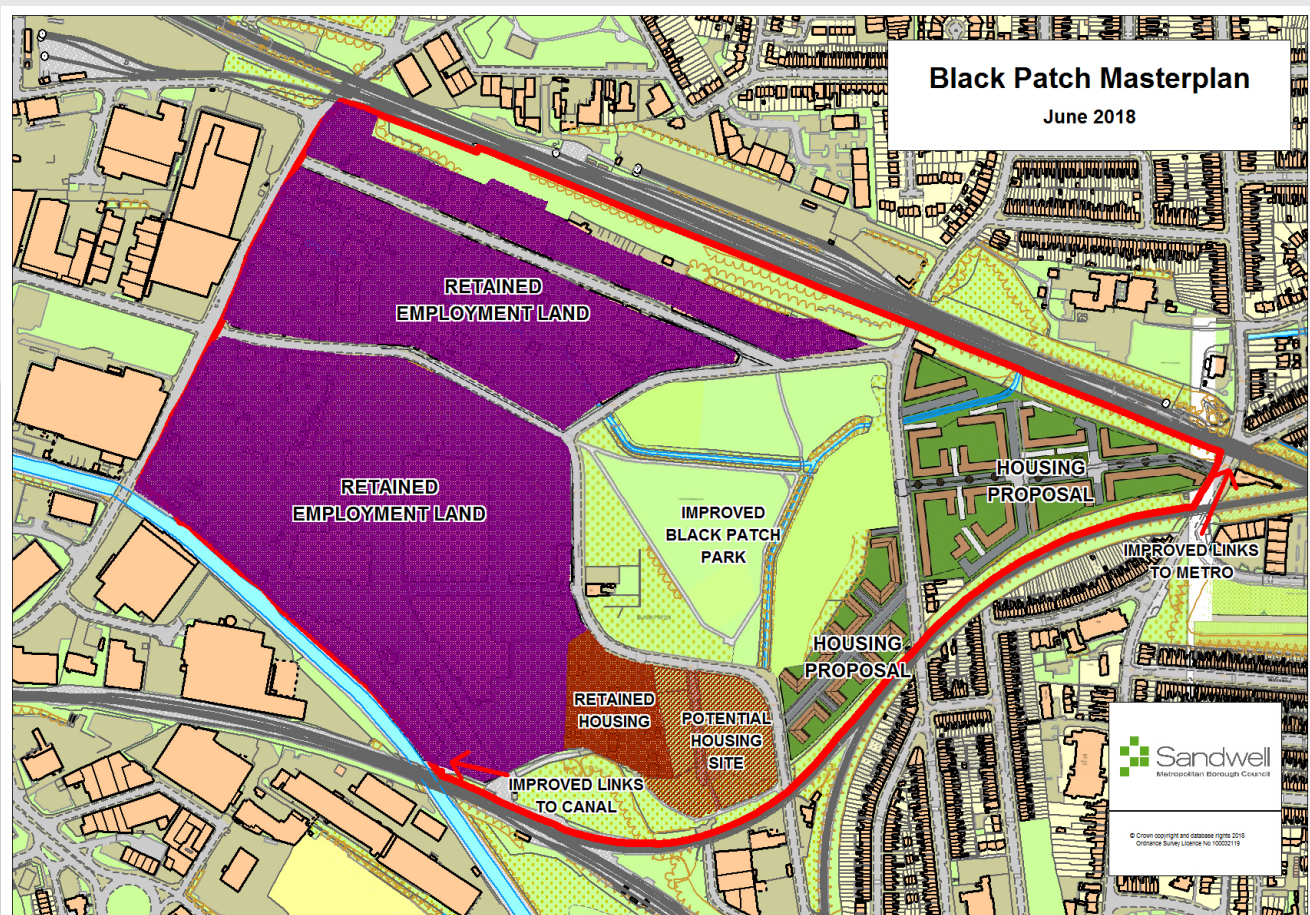 Black Patch Masterplan
June 2018
RETAINED
EMPLOYMENT LAND
RETAINED
EMPLOYMENT LAND
IMPROVED
BLACK PATCH
PARK
HOUSING
PROPOSAL
IMPROVED LINKS
TO METRO
HOUSING
PROPOSAL
RETAINED
HOUSING
POTENTIAL
HOUSING
SITE
IMPROVED LINKS
TO CANAL
Sandwell
Metropolitan Borough Council
© Crown copyright and database rights 2018
Ordnance Survey Licence No 100032119